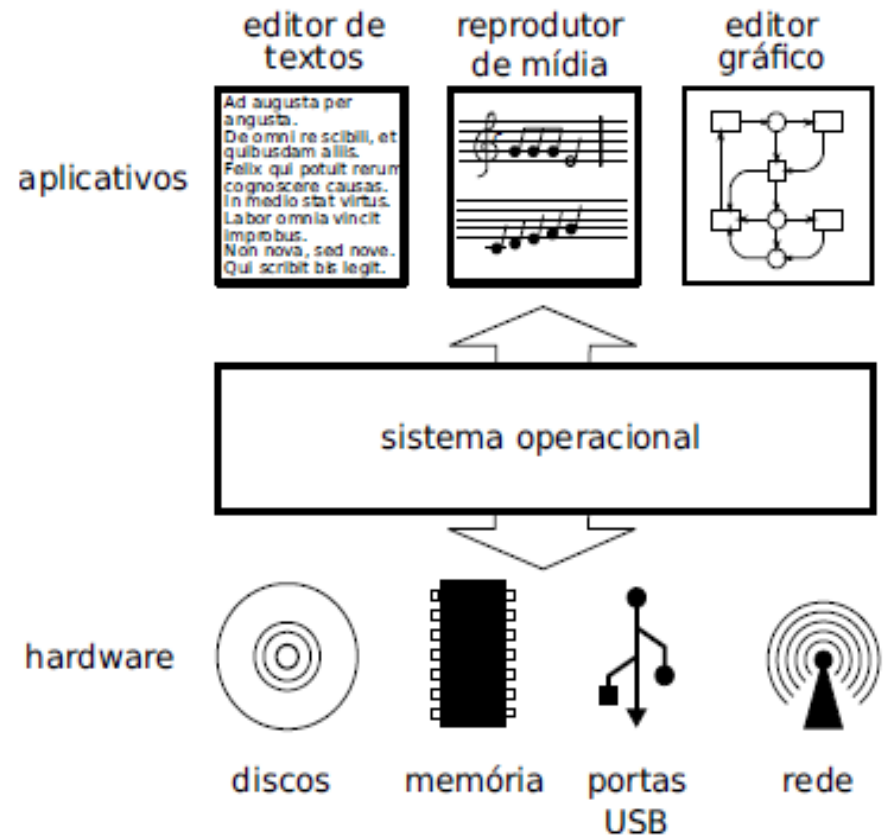 editor de
textos
reprodutor
de mídia
editor
gráfico
aplicativos
Ad augusta per
angusta.
De omni re scibili, et
quibusdam aliis.
Felix qui potuit rerum
cognoscere causas.
In medio stat virtus.
Labor omnia vincit
improbus.
Non nova, sed nove.
Qui scribit bis legit.
sistema operacional
hardware
discos
memória
portas
USB
rede